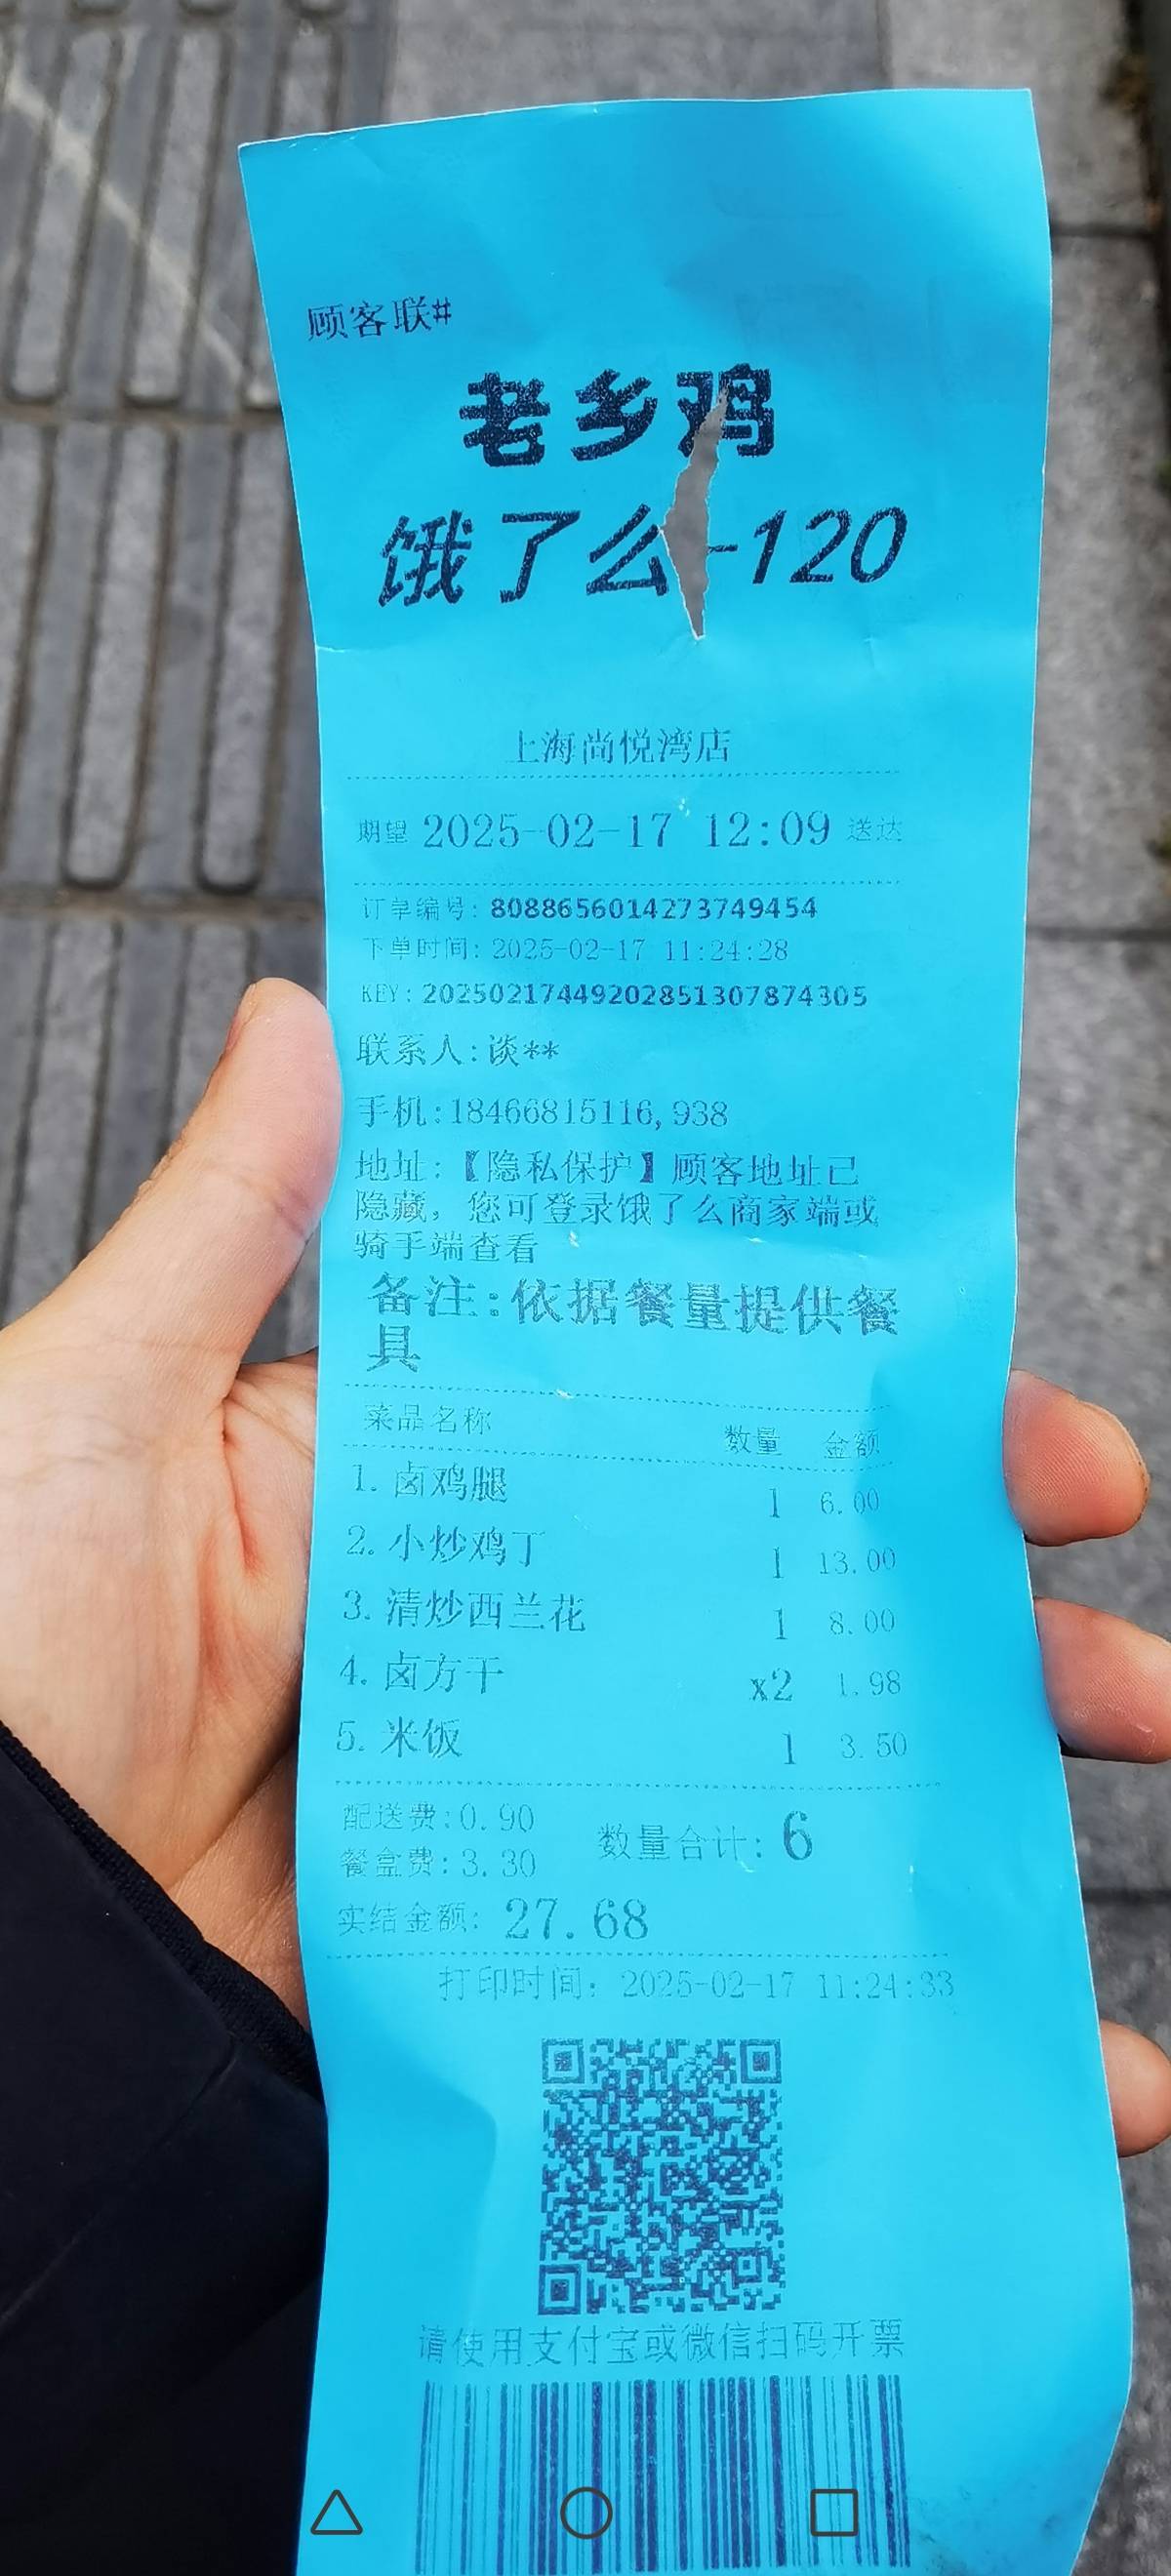 顾客联#
老乡鸡
饿了么-120
上海尚悦湾店
期望 2025-02-17 12:09 送达
订单编号: 8088656014273749454
下单时间: 2025-02-17 11:24:28
KEY: 202502174492028513078743​05
联系人:谈**
手机:18466815116,938
地址:【隐私保护】顾客地址已
隐藏，您可登录饿了么商家端或
骑手端查看
备注:依据餐量提供餐
具
菜品名称 数量 金额
1. 卤鸡腿 1 6.00
2. 小炒鸡丁 1 13.00
3. 清炒西兰花 1 8.00
4. 卤方干 x2 1.98
5. 米饭 1 3.50
配送费:0.90
餐盒费:3.30
数量合计: 6
实结金额: 27.68
打印时间: 2025-02-17 11:24:33
请使用支付宝或微信扫码开票